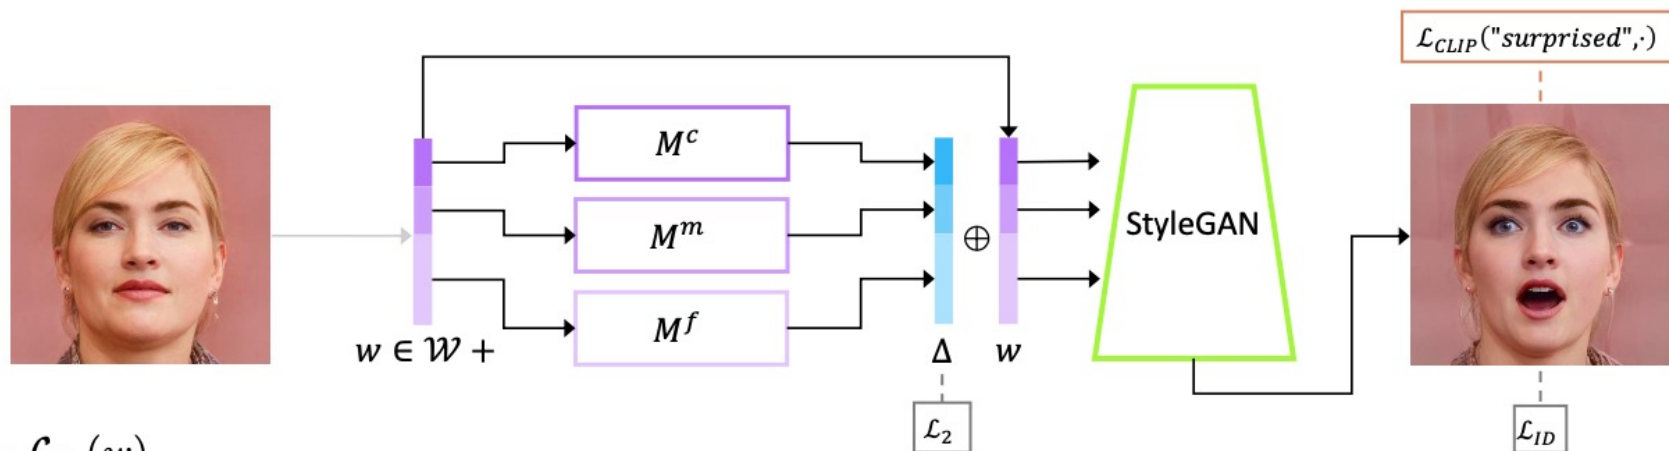 ℒ_CLIP("surprised",·)
M^c
M^m
StyleGAN
M^f
w ∈ 𝒲 +
Δ
⊕
w
ℒ_2
ℒ_ID